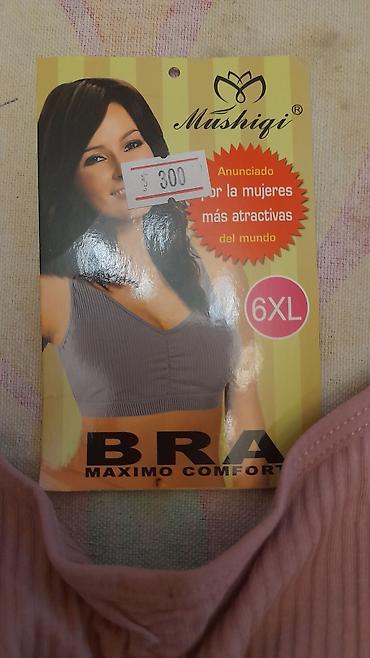 Mushiqi®
Anunciado
por la mujeres
más atractivas
del mundo
$ 300
6XL
BRA
MAXIMO COMFORT